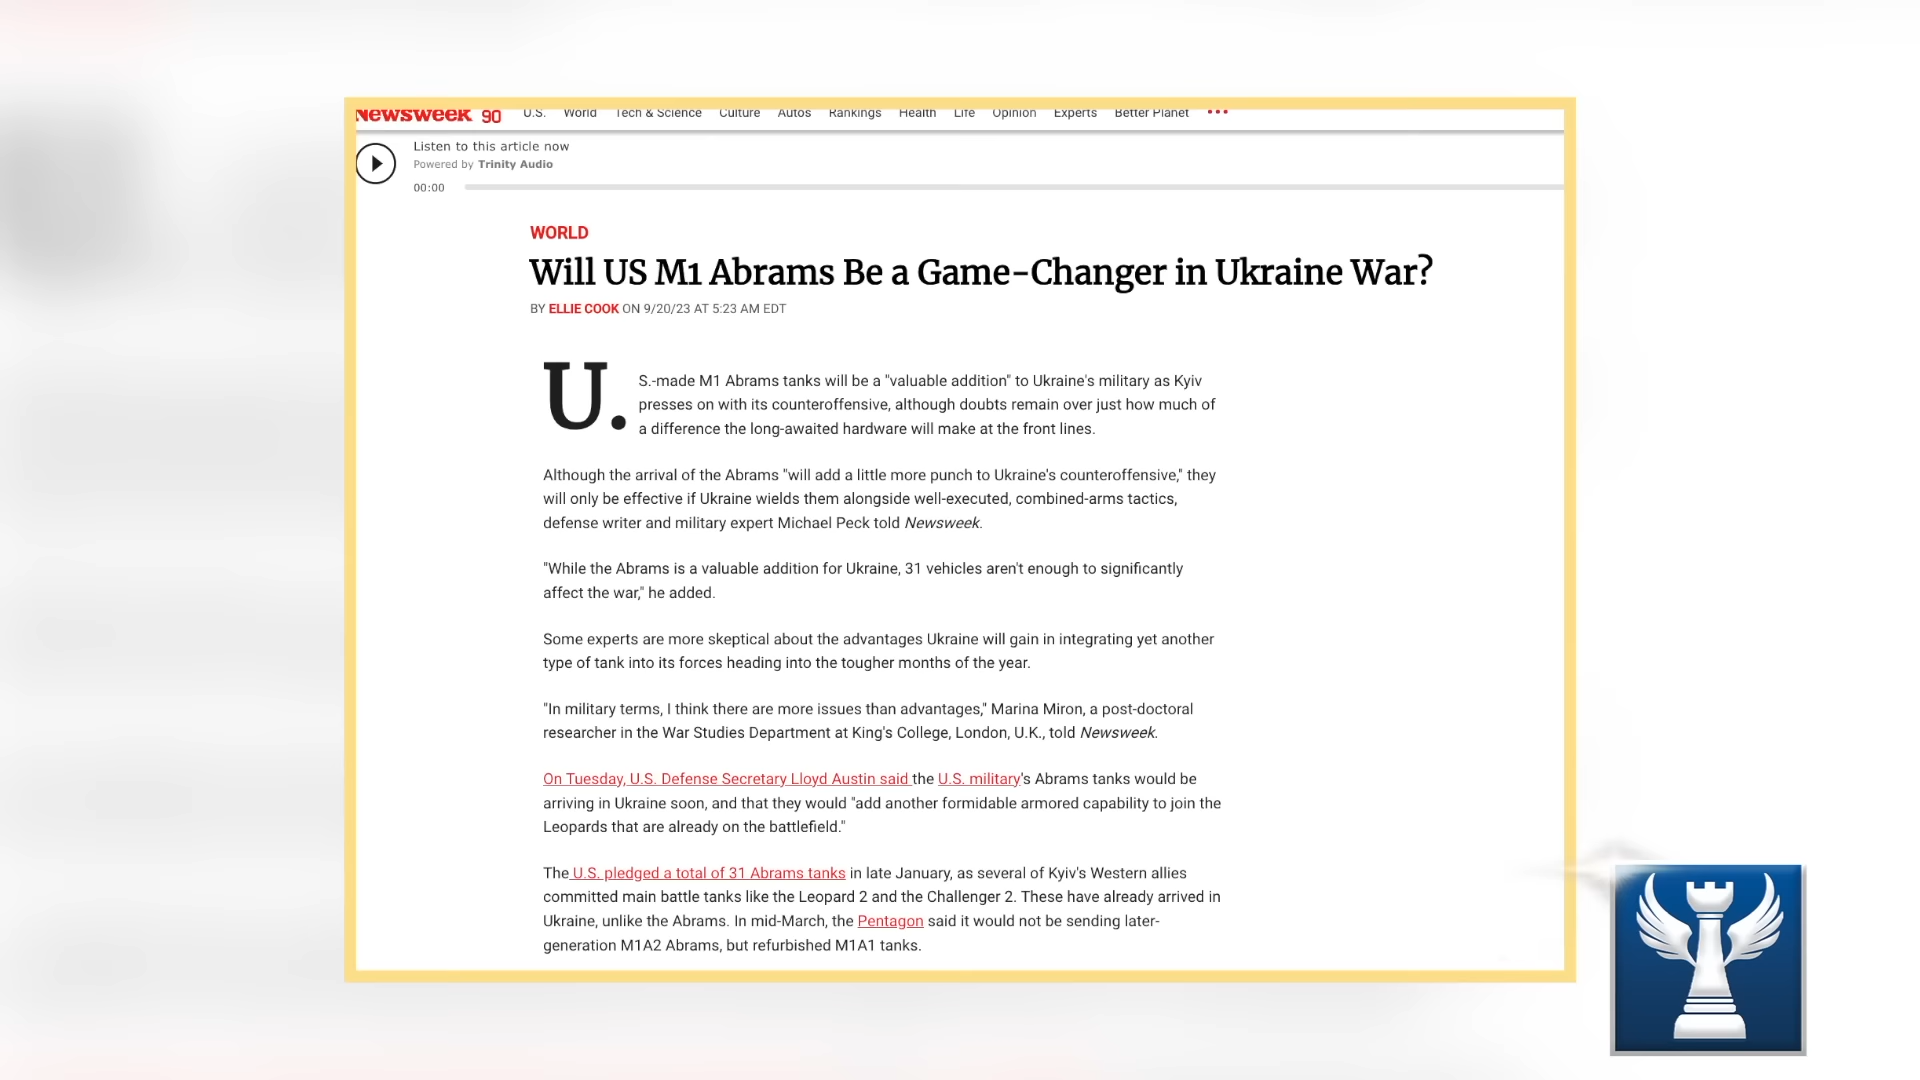 Newsweek 90 U.S. World Tech & Science Culture Autos Rankings Health Life Opinion Experts Better Planet
Listen to this article now
Powered by Trinity Audio
00:00
WORLD
Will US M1 Abrams Be a Game-Changer in Ukraine War?
BY ELLIE COOK ON 9/20/23 AT 5:23 AM EDT
U.
S.-made M1 Abrams tanks will be a "valuable addition" to Ukraine's military as Kyiv
presses on with its counteroffensive, although doubts remain over just how much of
a difference the long-awaited hardware will make at the front lines.
Although the arrival of the Abrams "will add a little more punch to Ukraine's counteroffensive," they
will only be effective if Ukraine wields them alongside well-executed, combined-arms tactics,
defense writer and military expert Michael Peck told Newsweek.
"While the Abrams is a valuable addition for Ukraine, 31 vehicles aren't enough to significantly
affect the war," he added.
Some experts are more skeptical about the advantages Ukraine will gain in integrating yet another
type of tank into its forces heading into the tougher months of the year.
"In military terms, I think there are more issues than advantages," Marina Miron, a post-doctoral
researcher in the War Studies Department at King's College, London, U.K., told Newsweek.
On Tuesday, U.S. Defense Secretary Lloyd Austin said the U.S. military's Abrams tanks would be
arriving in Ukraine soon, and that they would "add another formidable armored capability to join the
Leopards that are already on the battlefield."
The U.S. pledged a total of 31 Abrams tanks in late January, as several of Kyiv's Western allies
committed main battle tanks like the Leopard 2 and the Challenger 2. These have already arrived in
Ukraine, unlike the Abrams. In mid-March, the Pentagon said it would not be sending later-
generation M1A2 Abrams, but refurbished M1A1 tanks.